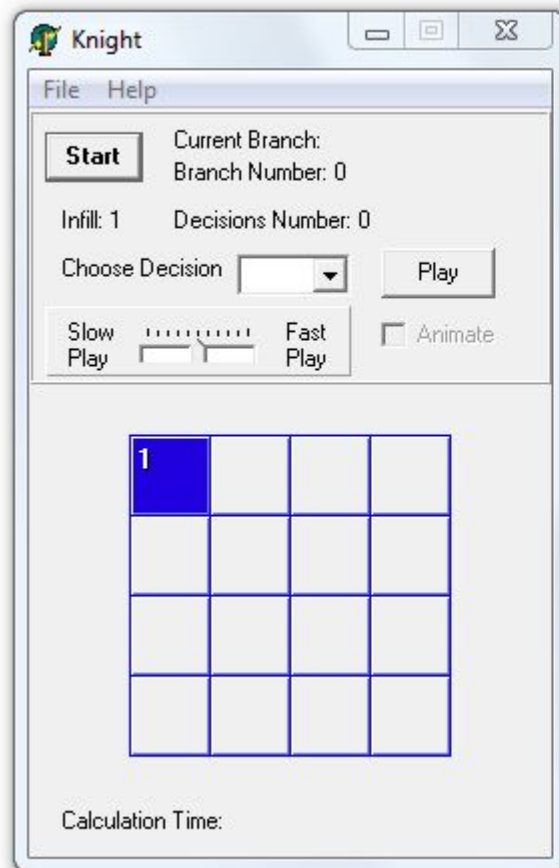 Knight
File Help
Start
Current Branch:
Branch Number: 0
Infill: 1 Decisions Number: 0
Choose Decision
Play
Slow Play
Fast Play
Animate
1
Calculation Time: